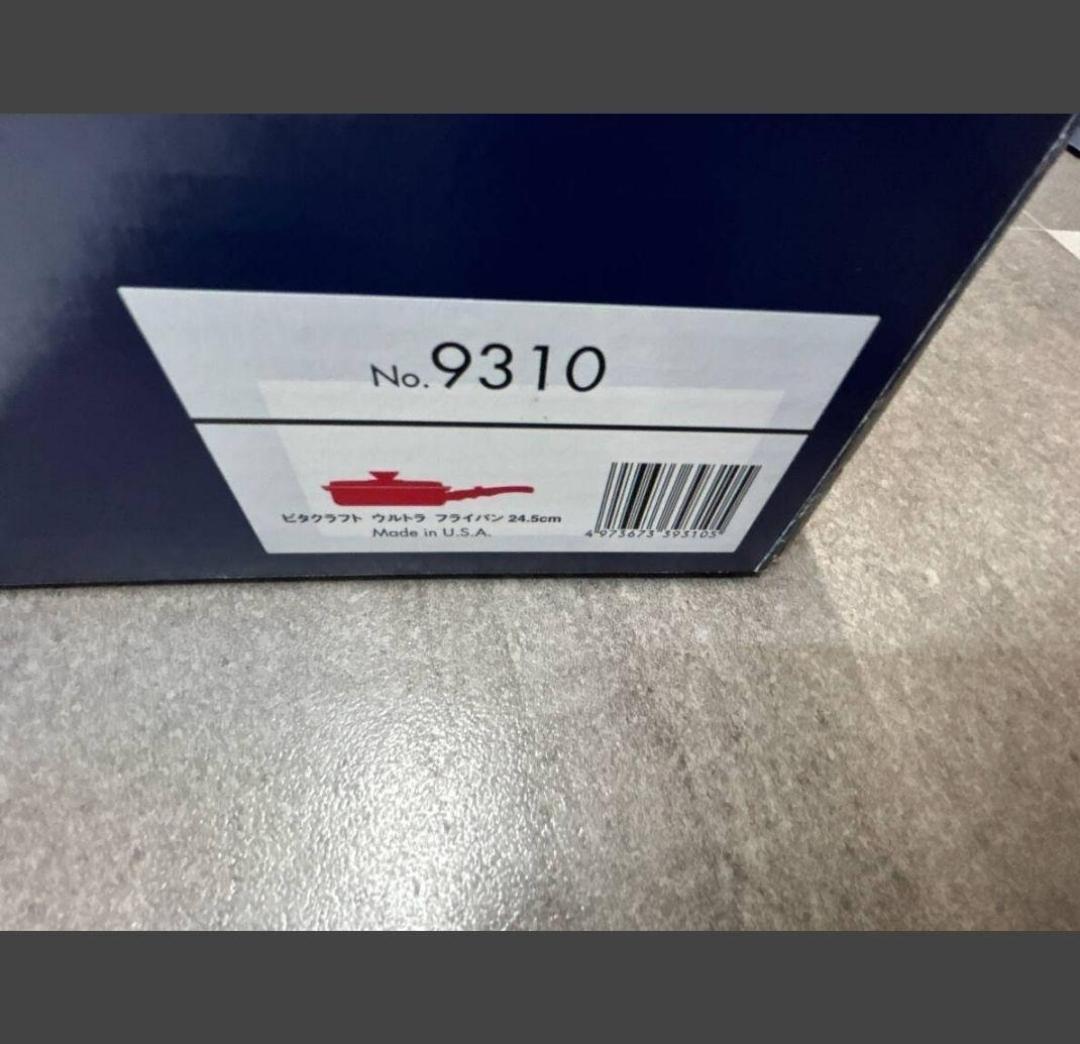 No.9310
ビタクラフト ウルトラ フライパン 24.5cm
Made in U.S.A.
4 973673 393105